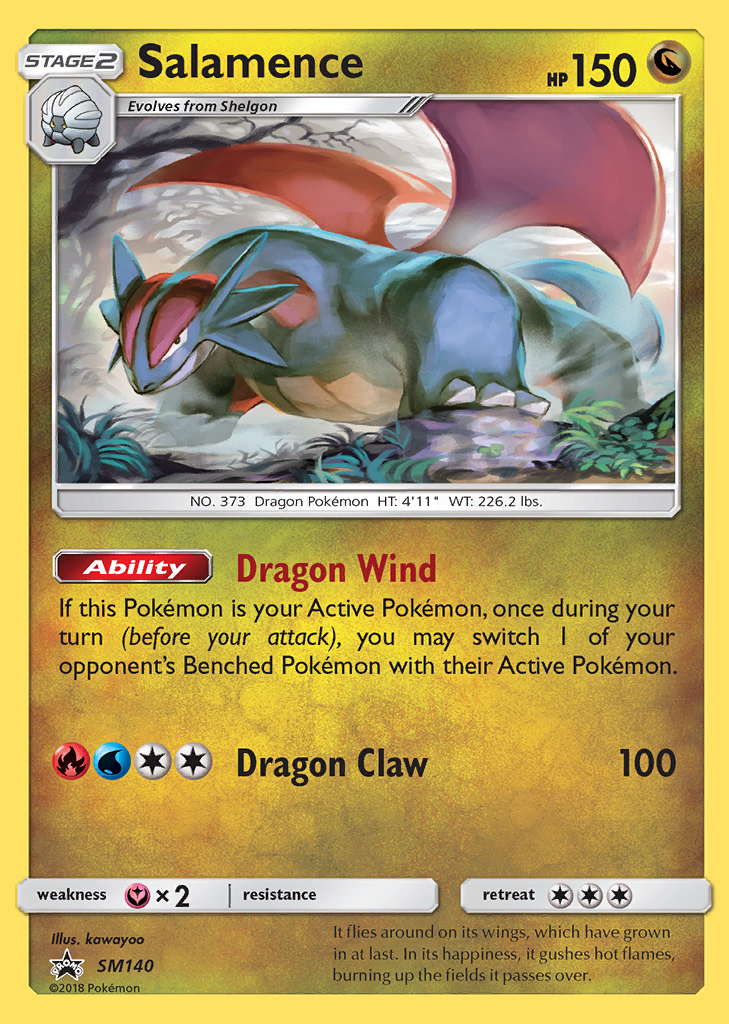 STAGE2
Salamence
HP 150
Evolves from Shelgon
NO. 373 Dragon Pokémon HT: 4'11" WT: 226.2 lbs.
Ability Dragon Wind
If this Pokémon is your Active Pokémon, once during your
turn (before your attack), you may switch 1 of your
opponent's Benched Pokémon with their Active Pokémon.
Dragon Claw 100
weakness ×2 resistance retreat
Illus. kawayoo
PROMO SM140
©2018 Pokémon
It flies around on its wings, which have grown
in at last. In its happiness, it gushes hot flames,
burning up the fields it passes over.